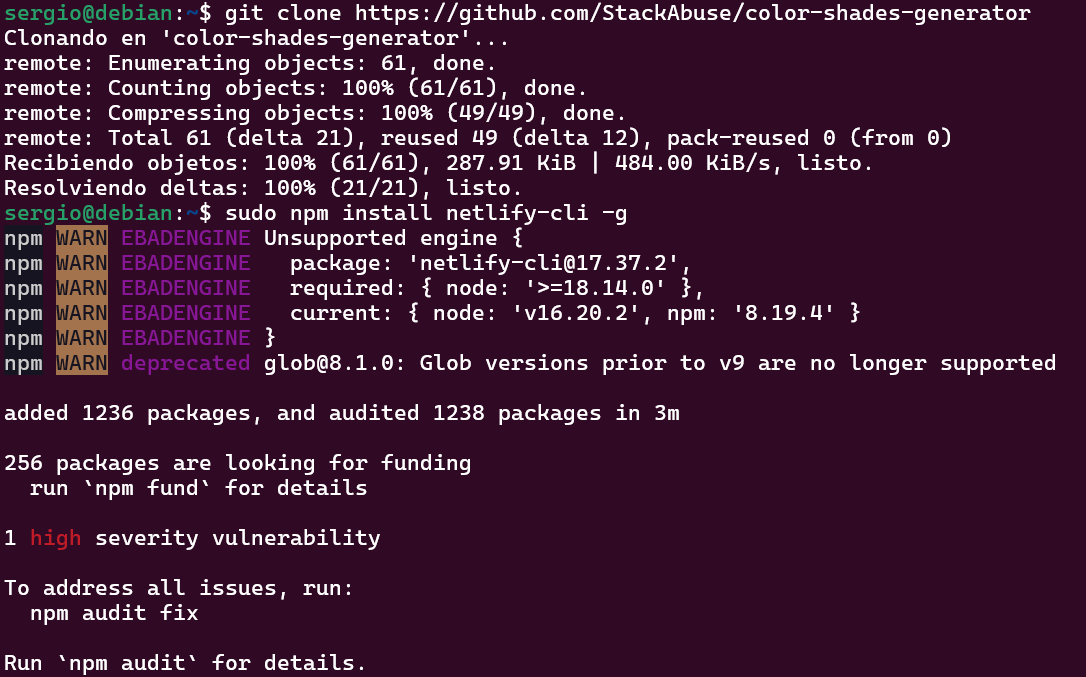 sergio@debian:~$ git clone https://github.com/StackAbuse/color-shades-generator
Clonando en 'color-shades-generator'...
remote: Enumerating objects: 61, done.
remote: Counting objects: 100% (61/61), done.
remote: Compressing objects: 100% (49/49), done.
remote: Total 61 (delta 21), reused 49 (delta 12), pack-reused 0 (from 0)
Recibiendo objetos: 100% (61/61), 287.91 KiB | 484.00 KiB/s, listo.
Resolviendo deltas: 100% (21/21), listo.
sergio@debian:~$ sudo npm install netlify-cli -g
npm WARN EBADENGINE Unsupported engine {
npm WARN EBADENGINE   package: 'netlify-cli@17.37.2',
npm WARN EBADENGINE   required: { node: '>=18.14.0' },
npm WARN EBADENGINE   current: { node: 'v16.20.2', npm: '8.19.4' }
npm WARN EBADENGINE }
npm WARN deprecated glob@8.1.0: Glob versions prior to v9 are no longer supported
added 1236 packages, and audited 1238 packages in 3m
256 packages are looking for funding
  run `npm fund` for details
1 high severity vulnerability
To address all issues, run:
  npm audit fix
Run `npm audit` for details.